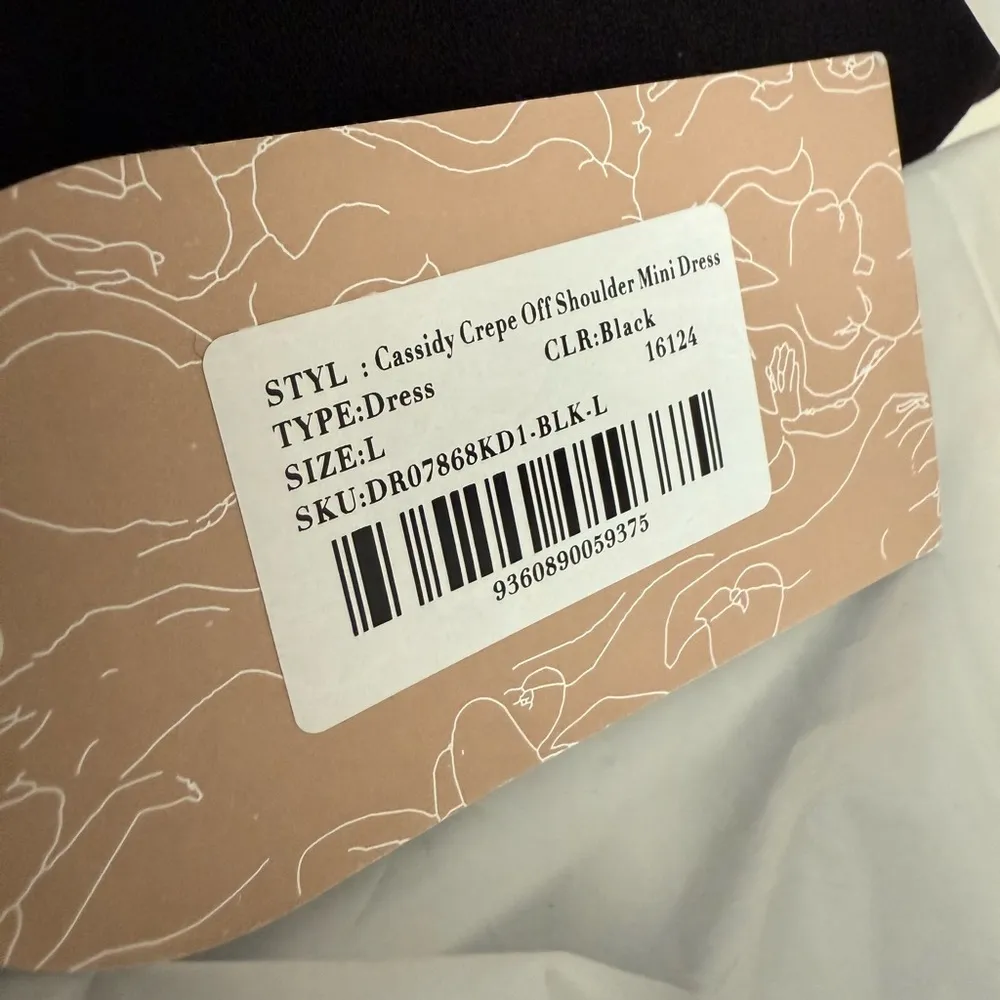 STYL : Cassidy Crepe Off Shoulder Mini Dress
TYPE:Dress CLR:Black
SIZE:L 16124
SKU:DR07868KD1-BLK-L
9360890059375